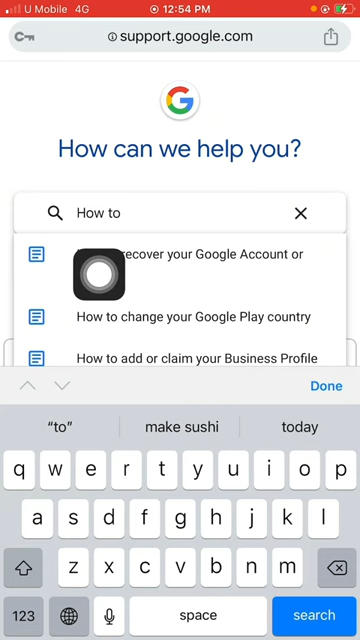 U Mobile 4G 12:54 PM
support.google.com
G
How can we help you?
How to
recover your Google Account or
How to change your Google Play country
How to add or claim your Business Profile
Done
“to” make sushi today
q w e r t y u i o p
a s d f g h j k l
z x c v b n m
123 space search